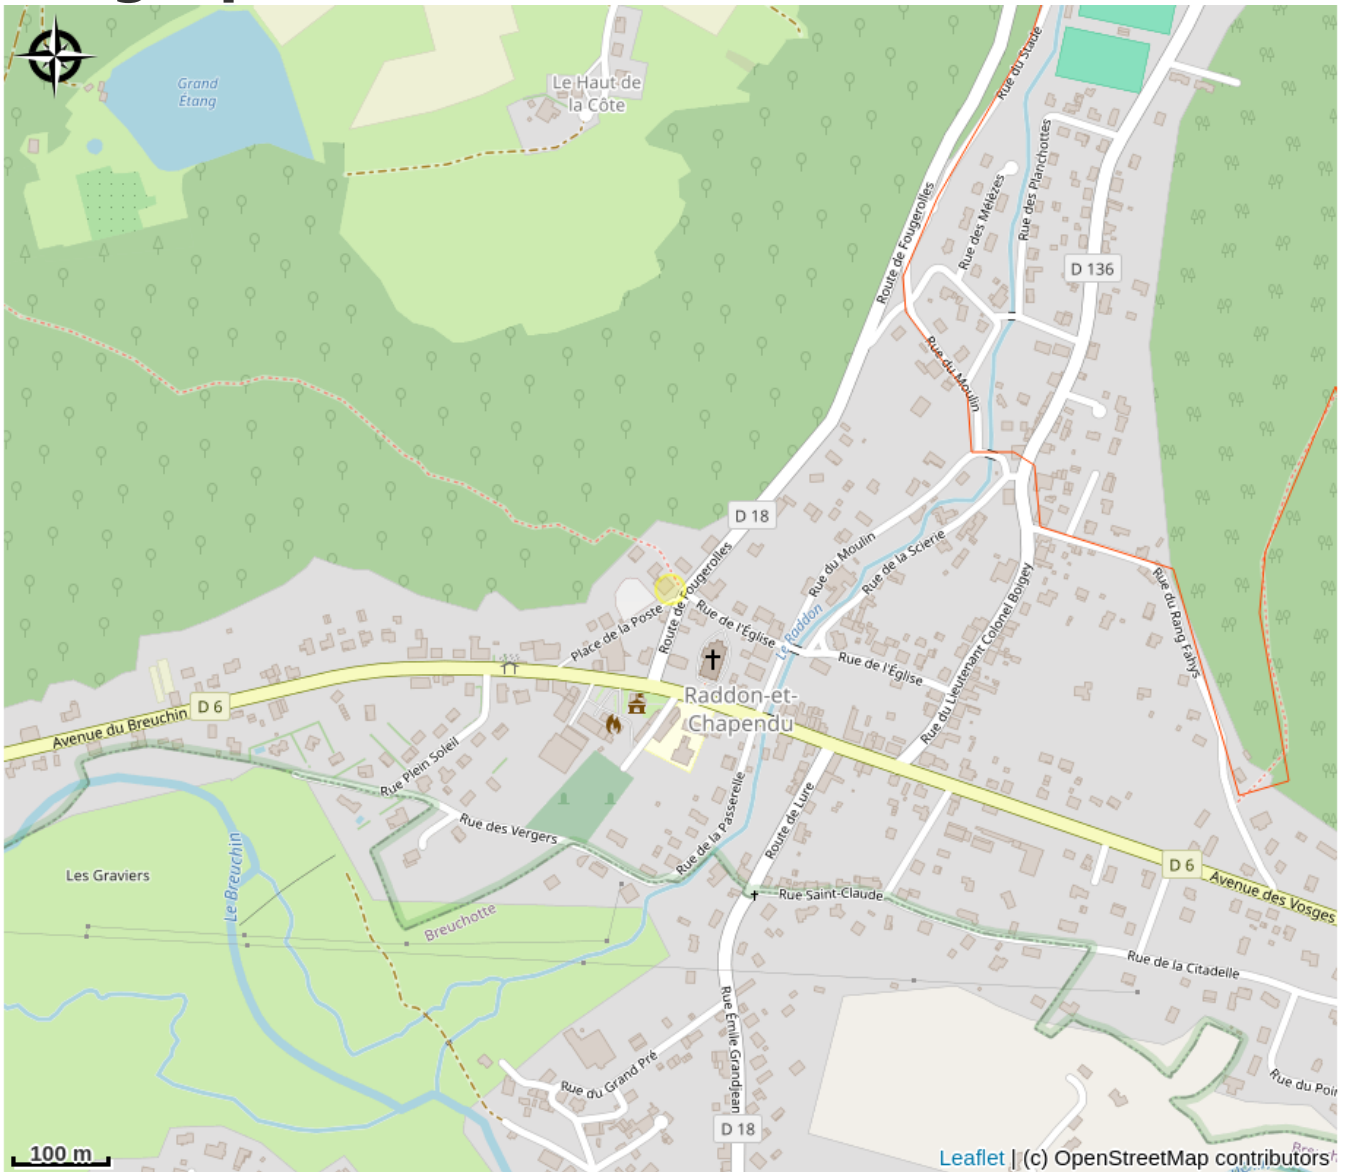 Grand
Étang
Le Haut de
la Côte
Rue du Stade
Rue des Planchottes
Rue des Mélèzes
Route de Fougerolles
D 136
Rue du Moulin
D 18
Route de Fougerolles
Rue du Moulin
Rue de la Scierie
Rue du Lieutenant Colonel Boigey
Rue du Rang Fahys
Place de la Poste
Rue de l'Église
Le Raddon
Rue de l'Église
Raddon-et-
Chapendu
D 6
Avenue du Breuchin
Rue Plein Soleil
Rue des Vergers
Rue de la Passerelle
Route de Lure
D 6
Avenue des Vosges
Les Graviers
Le Breuchin
Breuchotte
Rue Saint-Claude
Rue de la Citadelle
Rue Émile Grandjean
Rue du Grand Pré
Rue du Poir
D 18
100 m
Leaflet | (c) OpenStreetMap contributors